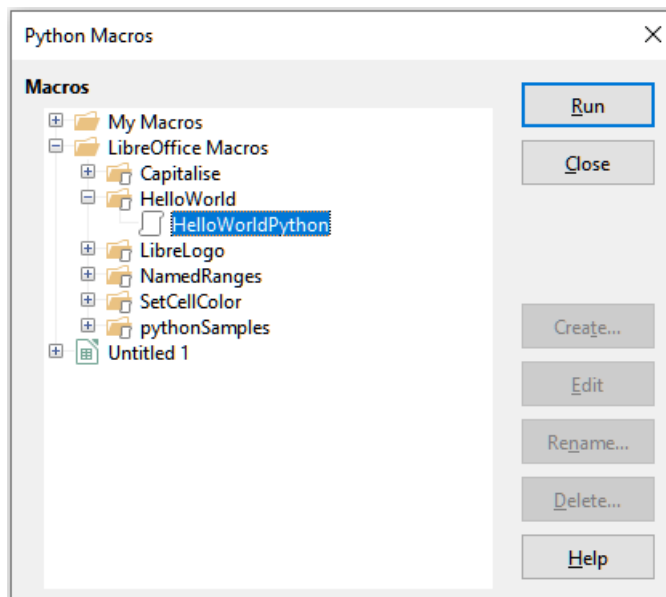 Python Macros
Macros
My Macros
LibreOffice Macros
Capitalise
HelloWorld
HelloWorldPython
LibreLogo
NamedRanges
SetCellColor
pythonSamples
Untitled 1
Run
Close
Create...
Edit
Rename...
Delete...
Help